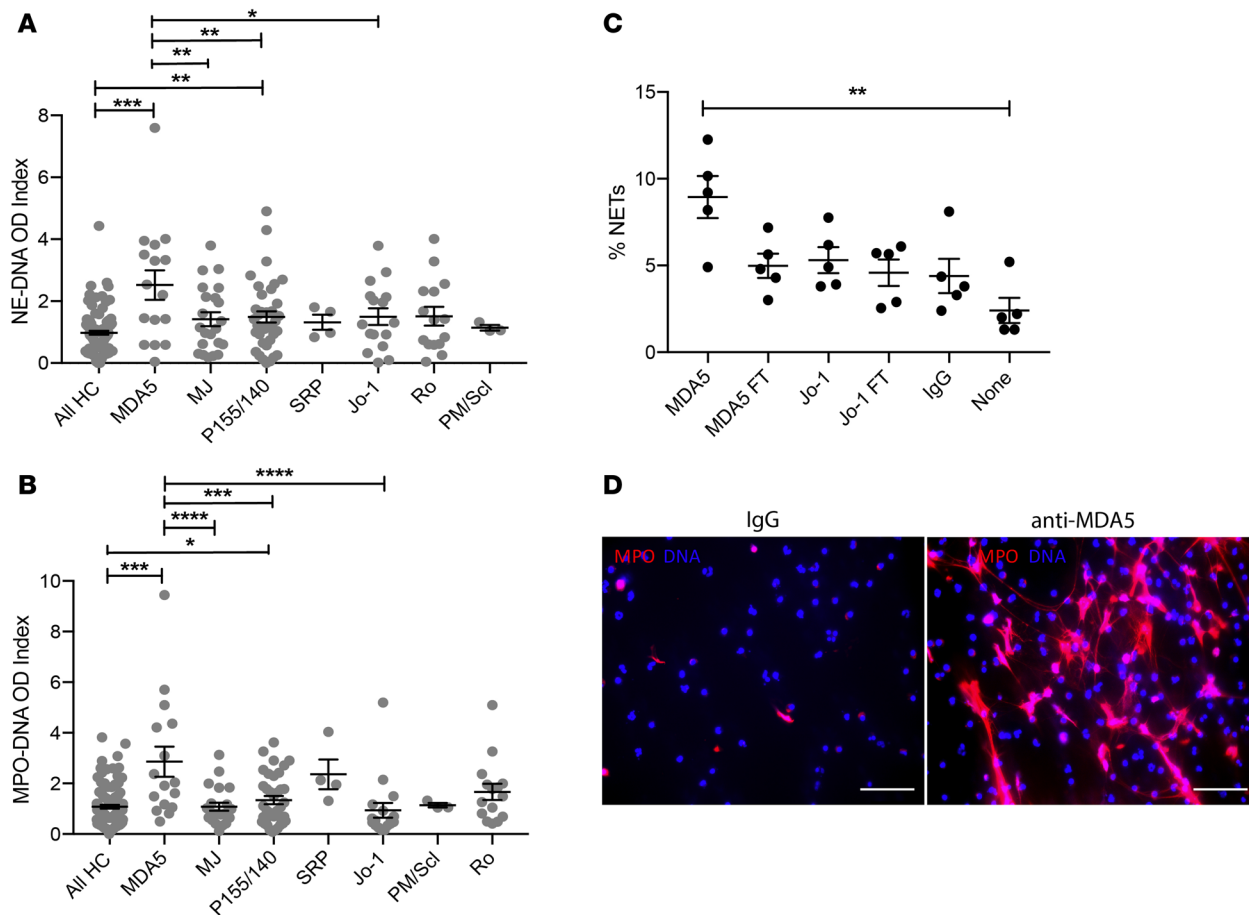 A
*
**
**
**
***
NE-DNA OD Index
8
6
4
2
0
All HC
MDA5
MJ
P155/140
SRP
Jo-1
Ro
PM/Scl
B
****
***
****
*
***
MPO-DNA OD Index
10
8
6
4
2
0
All HC
MDA5
MJ
P155/140
SRP
Jo-1
PM/Scl
Ro
C
**
% NETs
15
10
5
0
MDA5
MDA5 FT
Jo-1
Jo-1 FT
IgG
None
D
IgG
MPO DNA
anti-MDA5
MPO DNA